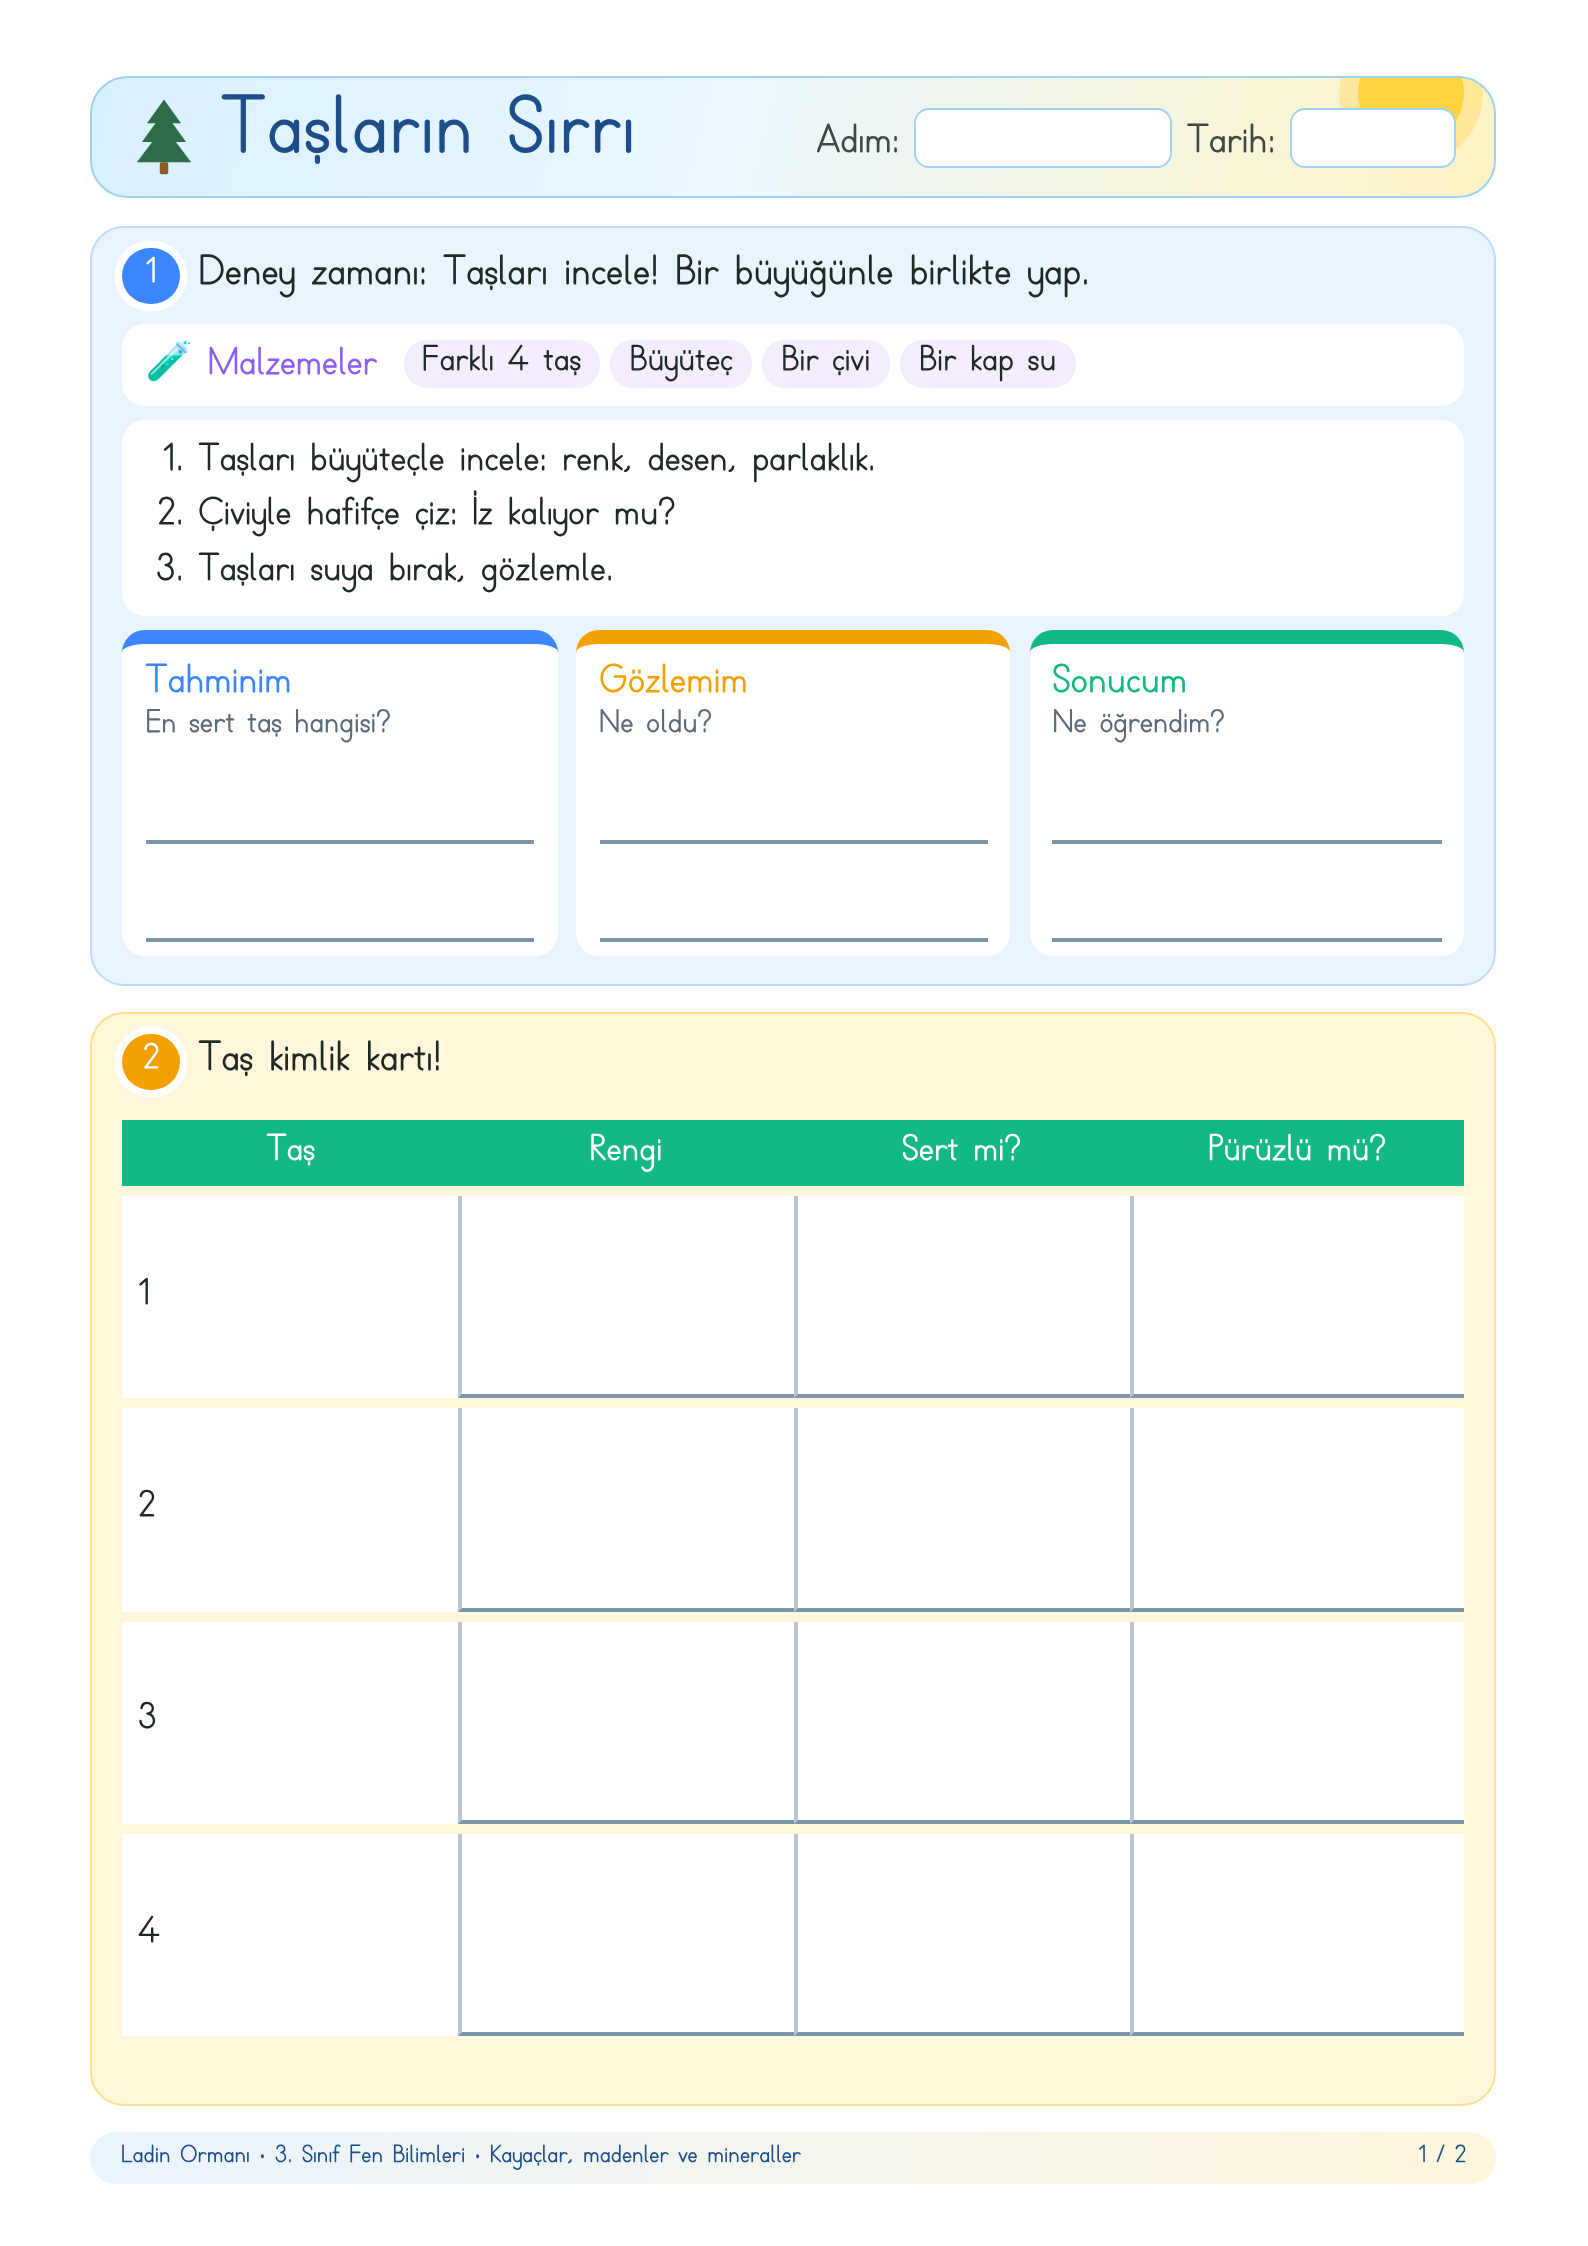 Taşların Sırrı
Adım:
Tarih:
1
Deney zamanı: Taşları incele! Bir büyüğünle birlikte yap.
Malzemeler
Farklı 4 taş
Büyüteç
Bir çivi
Bir kap su
1. Taşları büyüteçle incele: renk, desen, parlaklık.
2. Çiviyle hafifçe çiz: İz kalıyor mu?
3. Taşları suya bırak, gözlemle.
Tahminim
En sert taş hangisi?
Gözlemim
Ne oldu?
Sonucum
Ne öğrendim?
2
Taş kimlik kartı!
Taş Rengi Sert mi? Pürüzlü mü?
1
2
3
4
Ladin Ormanı • 3. Sınıf Fen Bilimleri • Kayaçlar, madenler ve mineraller
1 / 2